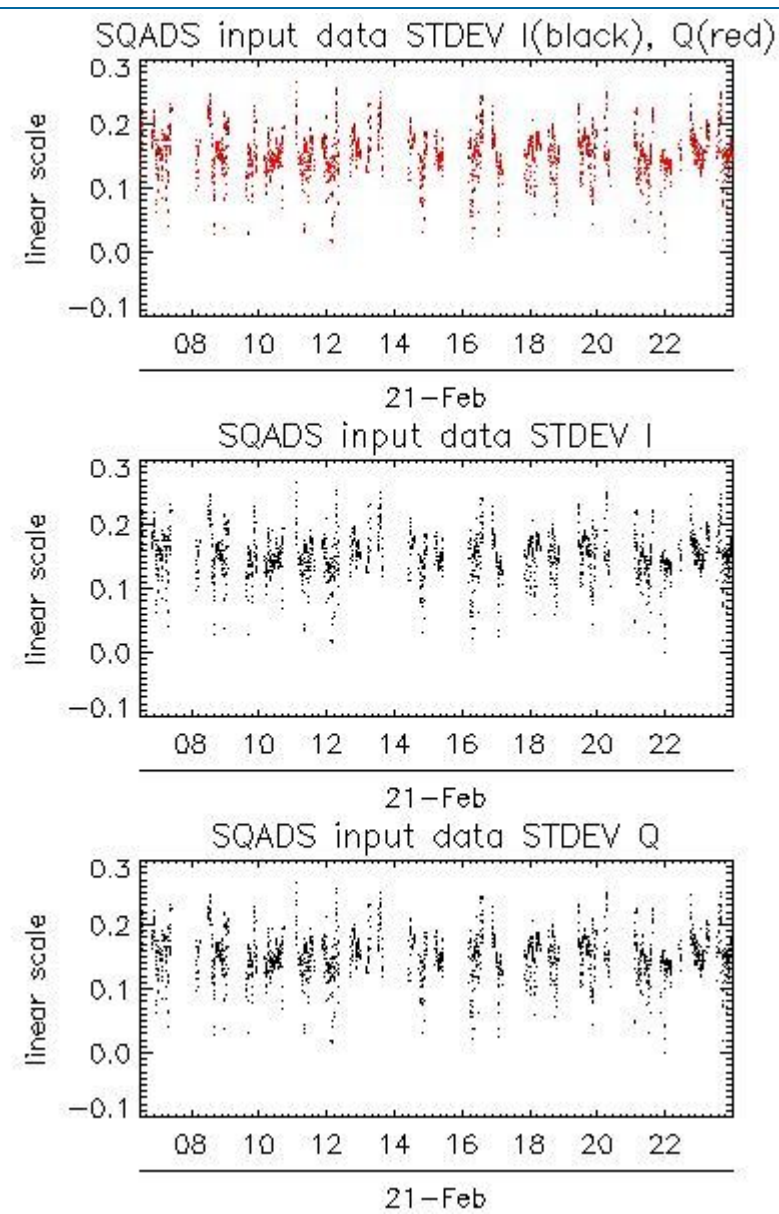 SQADS input data STDEV I(black), Q(red)
0.3
0.2
0.1
0.0
−0.1
linear scale
08 10 12 14 16 18 20 22
21−Feb
SQADS input data STDEV I
0.3
0.2
0.1
0.0
−0.1
linear scale
08 10 12 14 16 18 20 22
21−Feb
SQADS input data STDEV Q
0.3
0.2
0.1
0.0
−0.1
linear scale
08 10 12 14 16 18 20 22
21−Feb